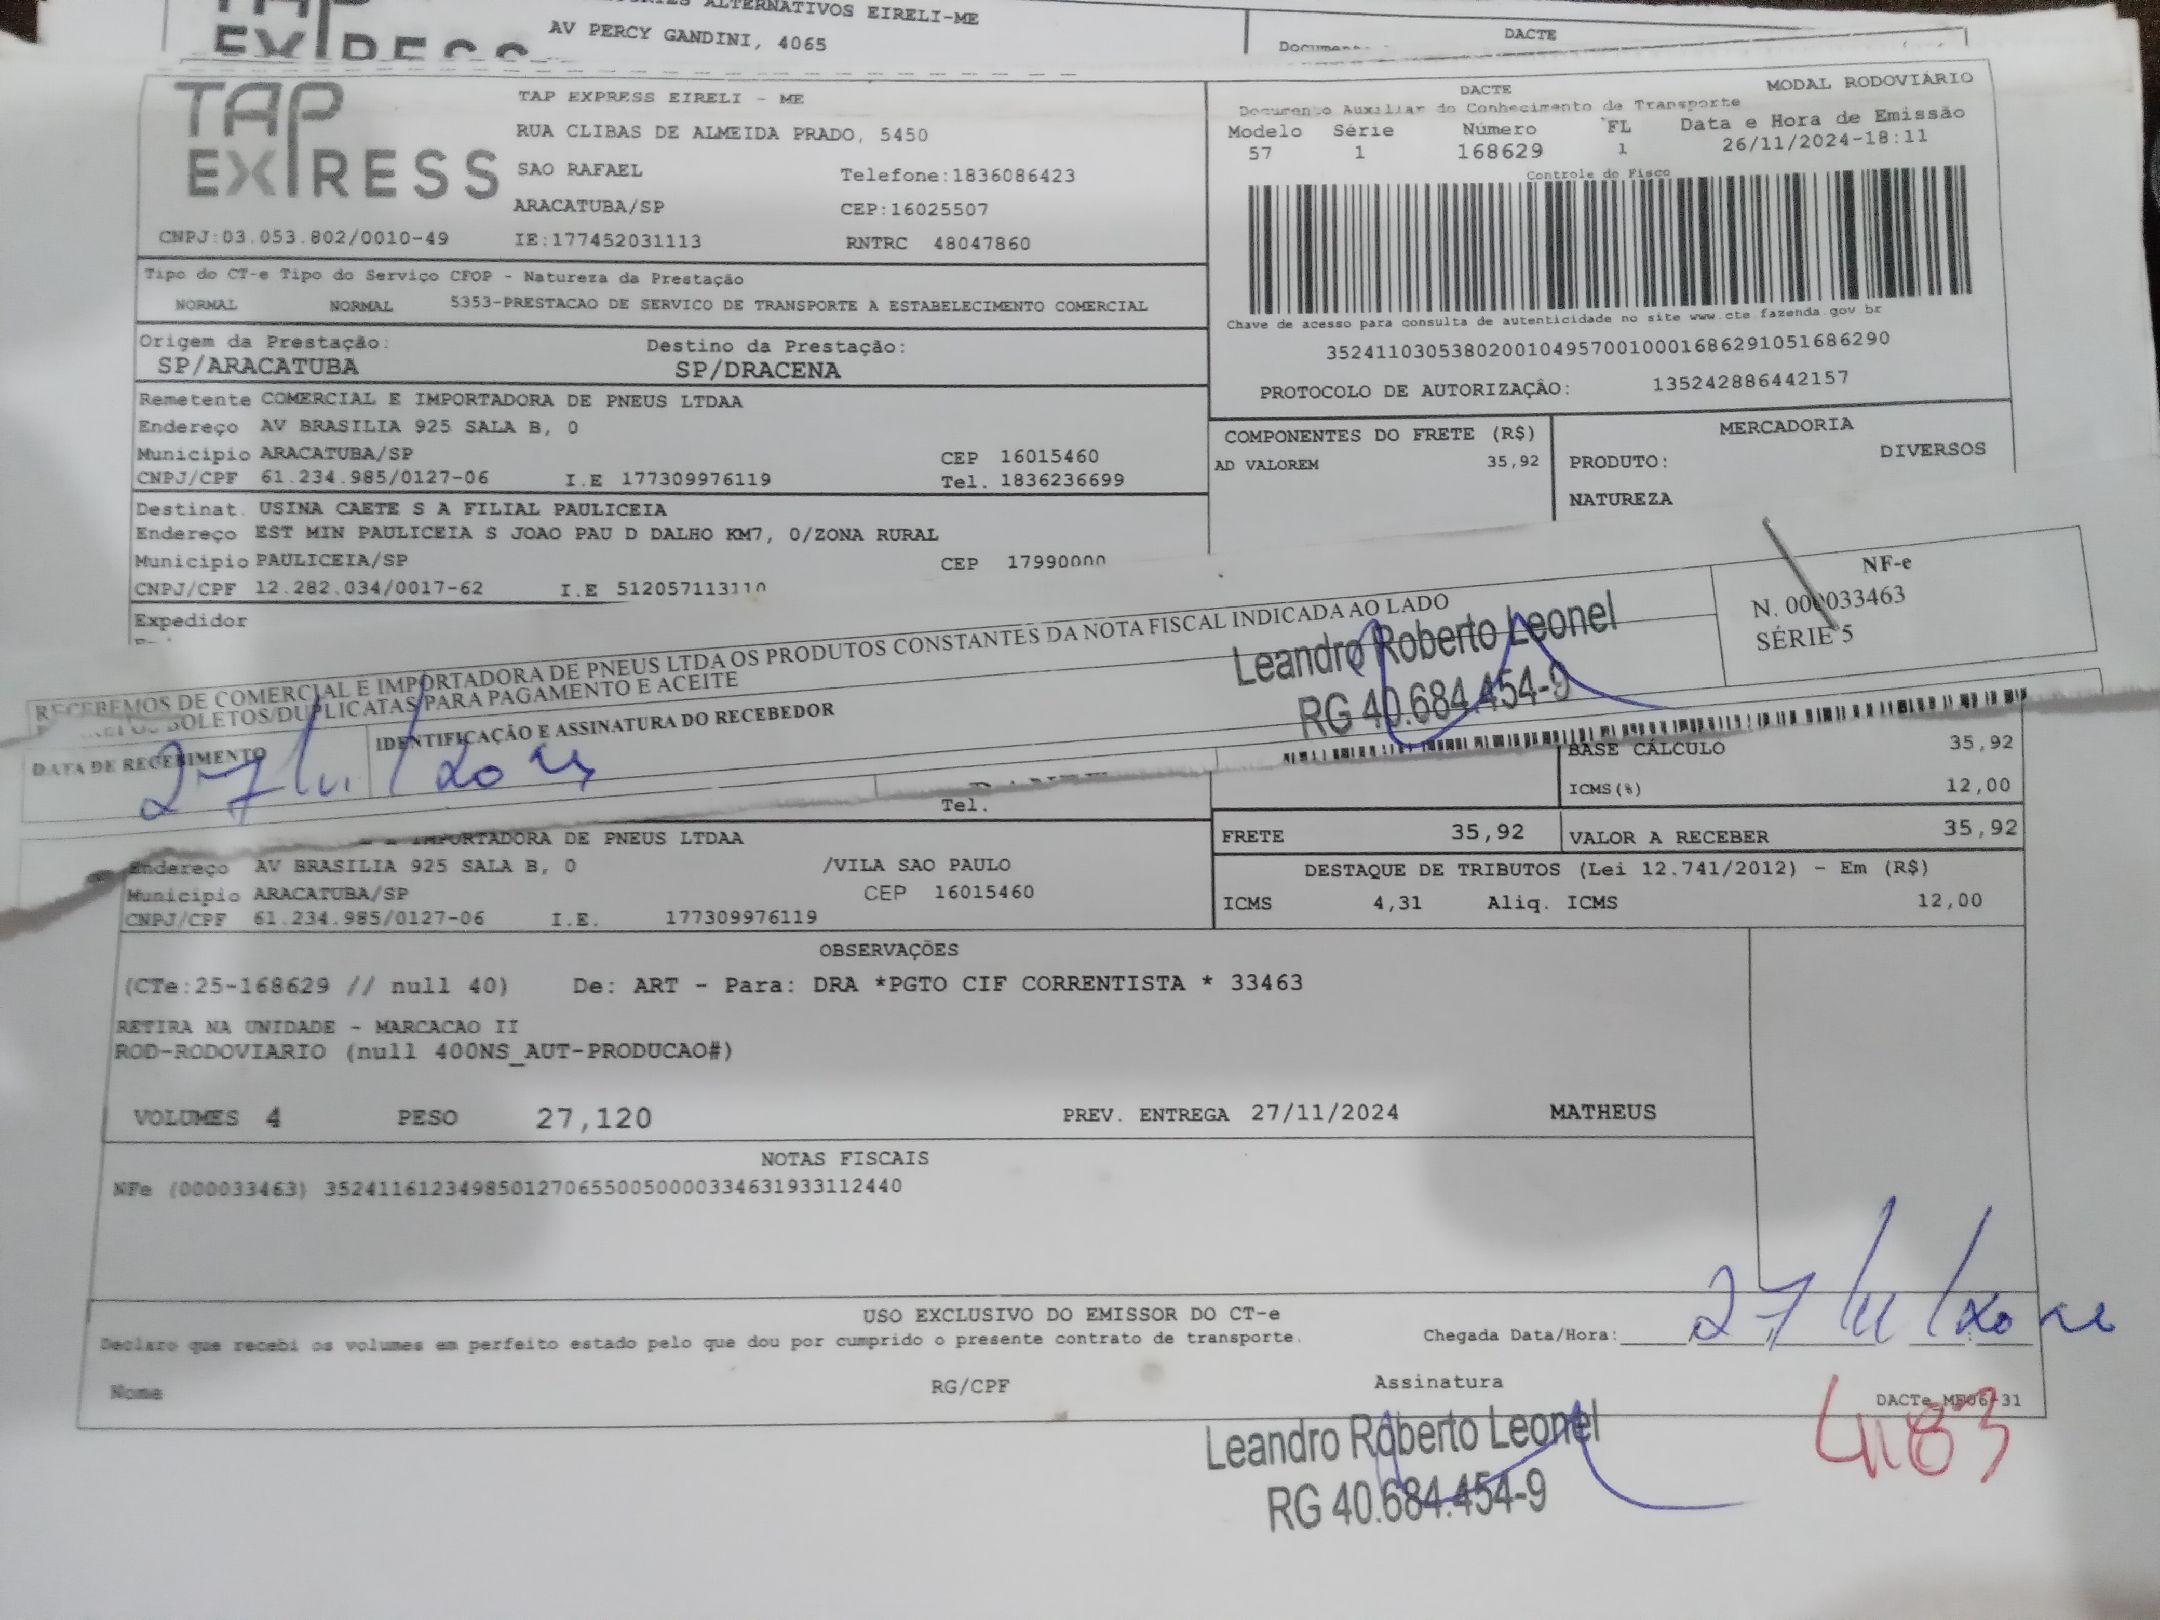 ALTERNATIVOS EIRELI-ME
AV PERCY GANDINI, 4065
DACTE
TAP EXPRESS
TAP EXPRESS EIRELI - ME
RUA CLIBAS DE ALMEIDA PRADO, 5450
SAO RAFAEL Telefone:1836086423
ARACATUBA/SP CEP:16025507
CNPJ:03.053.802/0010-49 IE:177452031113 RNTRC 48047860
DACTE MODAL RODOVIÁRIO
Documento Auxiliar do Conhecimento de Transporte
Modelo Série Número FL Data e Hora de Emissão
57 1 168629 1 26/11/2024-18:11
Controle do Fisco
Chave de acesso para consulta de autenticidade no site www.cte.fazenda.gov.br
35241103053802001049570010001686291051686290
PROTOCOLO DE AUTORIZAÇÃO: 135242886442157
Tipo do CT-e Tipo do Serviço CFOP - Natureza da Prestação
NORMAL NORMAL 5353-PRESTACAO DE SERVICO DE TRANSPORTE A ESTABELECIMENTO COMERCIAL
Origem da Prestação: Destino da Prestação:
SP/ARACATUBA SP/DRACENA
Remetente COMERCIAL E IMPORTADORA DE PNEUS LTDAA
Endereço AV BRASILIA 925 SALA B, 0
Municipio ARACATUBA/SP CEP 16015460
CNPJ/CPF 61.234.985/0127-06 I.E 177309976119 Tel. 1836236699
COMPONENTES DO FRETE (R$) MERCADORIA
AD VALOREM 35,92 PRODUTO: DIVERSOS
NATUREZA
Destinat. USINA CAETE S A FILIAL PAULICEIA
Endereço EST MIN PAULICEIA S JOAO PAU D DALHO KM7, 0/ZONA RURAL
Municipio PAULICEIA/SP CEP 17990000
CNPJ/CPF 12.282.034/0017-62 I.E 512057113110
Expedidor
RECEBEMOS DE COMERCIAL E IMPORTADORA DE PNEUS LTDA OS PRODUTOS CONSTANTES DA NOTA FISCAL INDICADA AO LADO
BOLETOS/DUPLICATAS PARA PAGAMENTO E ACEITE
DATA DE RECEBIMENTO IDENTIFICAÇÃO E ASSINATURA DO RECEBEDOR
27/11/2024
Leandro Roberto Leonel
RG 40.684.454-9
NF-e
N. 000033463
SÉRIE 5
BASE CÁLCULO 35,92
ICMS(%) 12,00
Tel.
IMPORTADORA DE PNEUS LTDAA
FRETE 35,92 VALOR A RECEBER 35,92
Endereço AV BRASILIA 925 SALA B, 0 /VILA SAO PAULO
Municipio ARACATUBA/SP CEP 16015460
CNPJ/CPF 61.234.985/0127-06 I.E. 177309976119
DESTAQUE DE TRIBUTOS (Lei 12.741/2012) - Em (R$)
ICMS 4,31 Aliq. ICMS 12,00
OBSERVAÇÕES
(CTe:25-168629 // null 40) De: ART - Para: DRA *PGTO CIF CORRENTISTA * 33463
RETIRA NA UNIDADE - MARCACAO II
ROD-RODOVIARIO (null 400NS_AUT-PRODUCAO#)
VOLUMES 4 PESO 27,120 PREV. ENTREGA 27/11/2024 MATHEUS
NOTAS FISCAIS
NFe (000033463) 35241161234985012706550050000334631933112440
USO EXCLUSIVO DO EMISSOR DO CT-e
Declaro que recebi os volumes em perfeito estado pelo que dou por cumprido o presente contrato de transporte.
Chegada Data/Hora: 27/11/2024
Nome RG/CPF Assinatura
Leandro Roberto Leonel
RG 40.684.454-9
4183